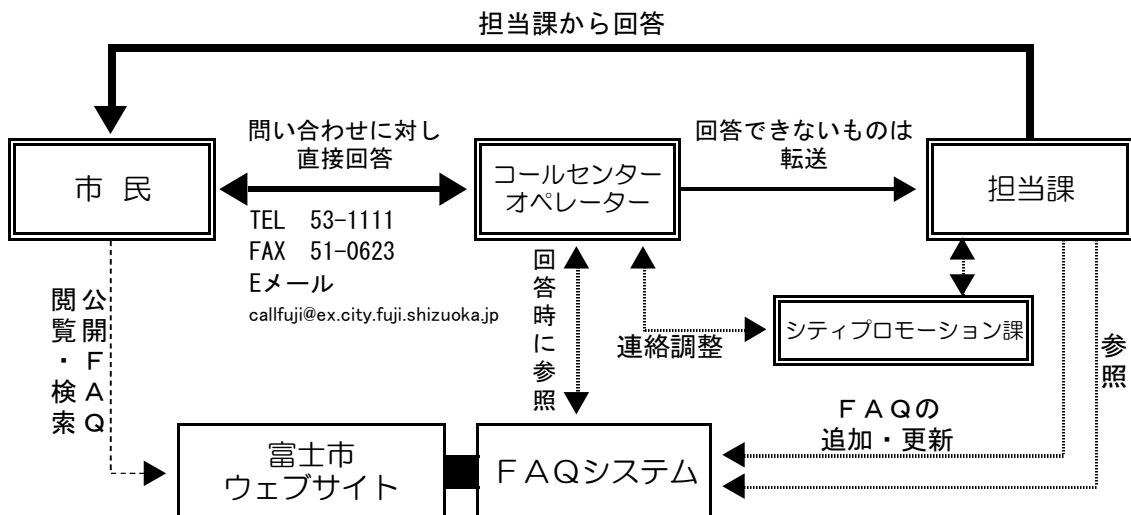 担当課から回答
問い合わせに対し
直接回答
回答できないものは
転送
市 民
コールセンター
オペレーター
担当課
TEL 53-1111
FAX 51-0623
Eメール
callfuji@ex.city.fuji.shizuoka.jp
公開FAQ
閲覧・検索
回答時に参照
連絡調整
シティプロモーション課
参照
FAQの
追加・更新
富士市
ウェブサイト
FAQシステム